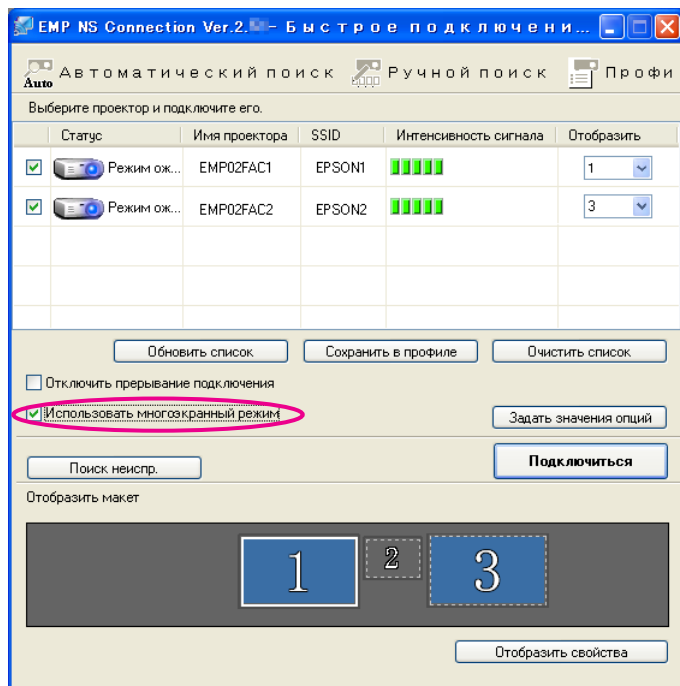 EMP NS Connection Ver.2. - Быстрое подключени...
Auto Автоматический поиск Ручной поиск Профи
Выберите проектор и подключите его.
Статус Имя проектора SSID Интенсивность сигнала Отобразить
Режим ож... EMP02FAC1 EPSON1 1
Режим ож... EMP02FAC2 EPSON2 3
Обновить список Сохранить в профиле Очистить список
Отключить прерывание подключения
Использовать многоэкранный режим Задать значения опций
Поиск неиспр. Подключиться
Отобразить макет
1 2 3
Отобразить свойства